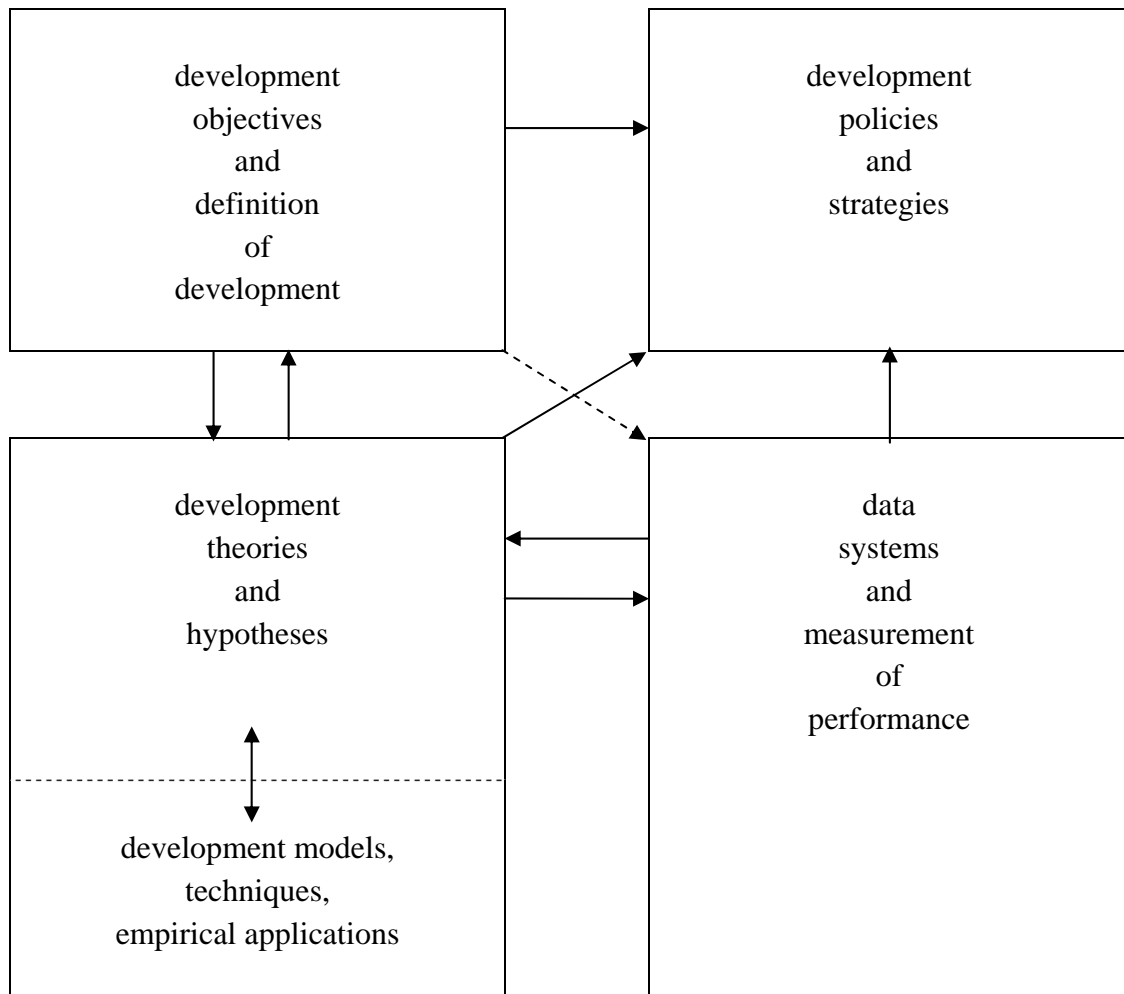 development
objectives
and
definition
of
development
development
policies
and
strategies
development
theories
and
hypotheses
development models,
techniques,
empirical applications
data
systems
and
measurement
of
performance